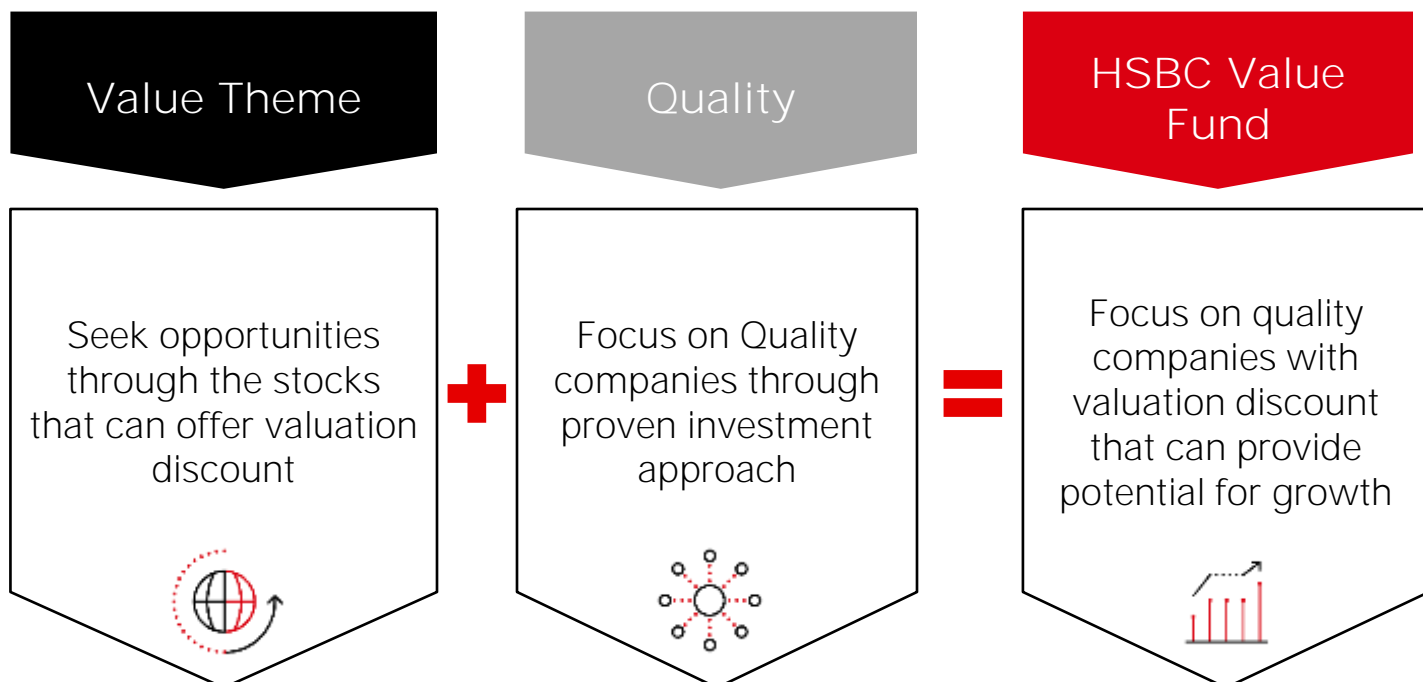 Value Theme
Seek opportunities
through the stocks
that can offer valuation
discount
Quality
Focus on Quality
companies through
proven investment
approach
HSBC Value
Fund
Focus on quality
companies with
valuation discount
that can provide
potential for growth